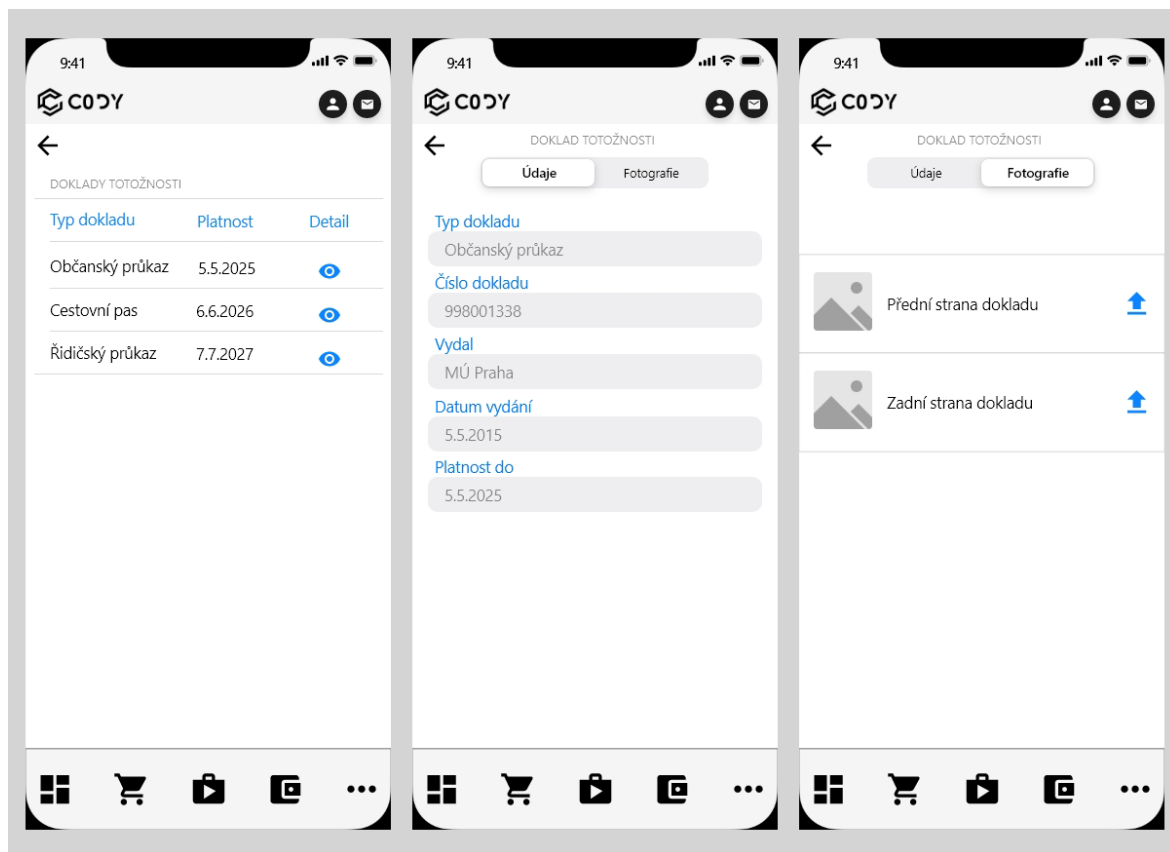 9:41
CODY
DOKLADY TOTOŽNOSTI
Typ dokladu Platnost Detail
Občanský průkaz 5.5.2025
Cestovní pas 6.6.2026
Řidičský průkaz 7.7.2027
9:41
CODY
DOKLAD TOTOŽNOSTI
Údaje Fotografie
Typ dokladu
Občanský průkaz
Číslo dokladu
998001338
Vydal
MÚ Praha
Datum vydání
5.5.2015
Platnost do
5.5.2025
9:41
CODY
DOKLAD TOTOŽNOSTI
Údaje Fotografie
Přední strana dokladu
Zadní strana dokladu